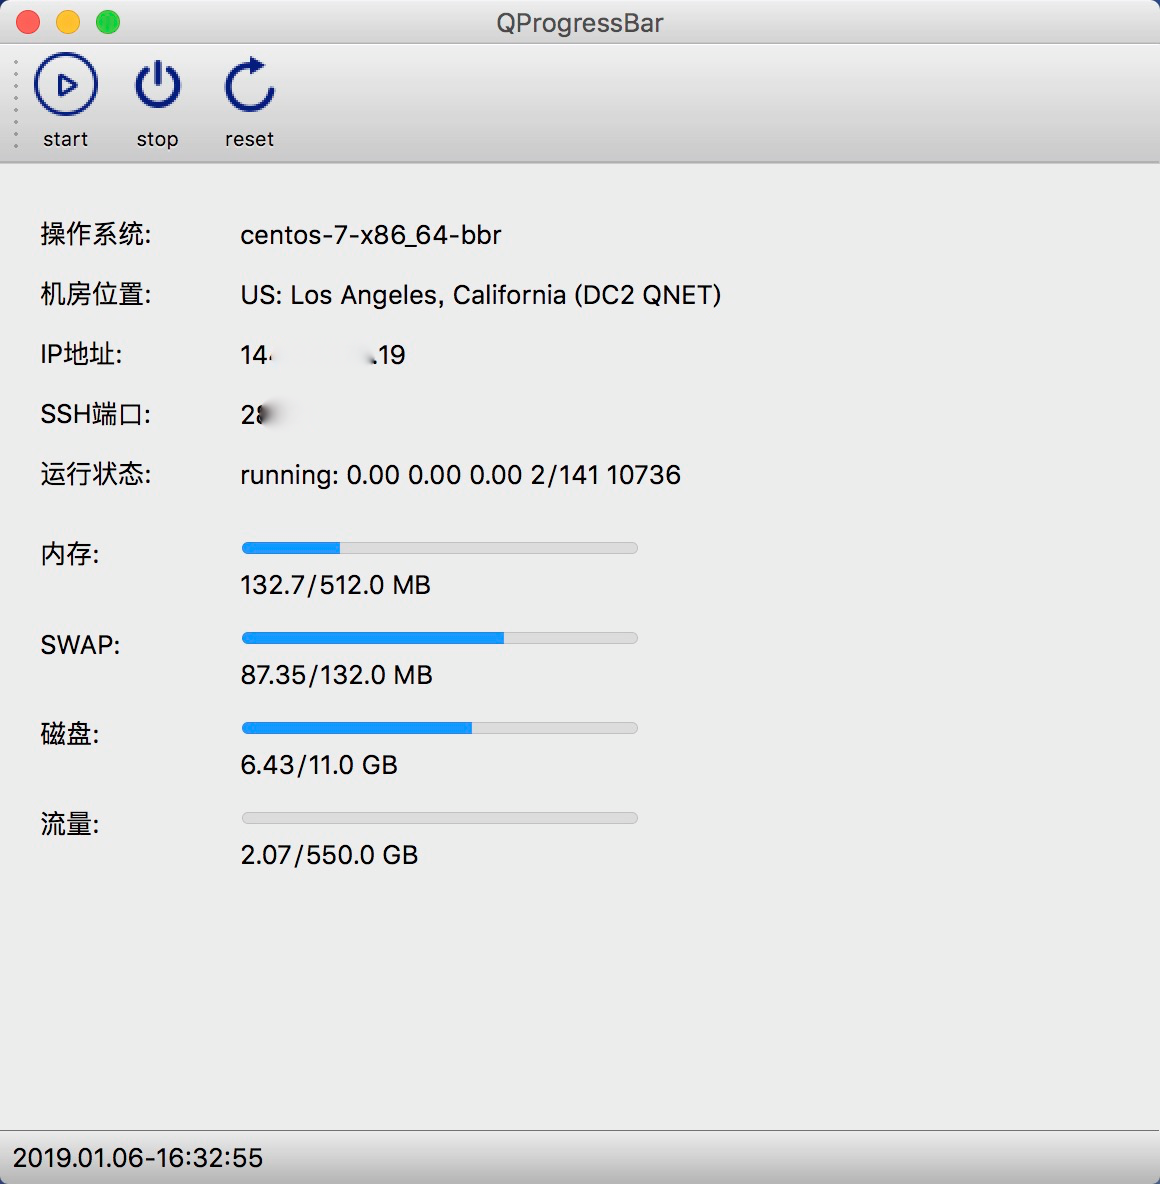 QProgressBar
start stop reset
操作系统: centos-7-x86_64-bbr
机房位置: US: Los Angeles, California (DC2 QNET)
IP地址: 14 .19
SSH端口: 28
运行状态: running: 0.00 0.00 0.00 2/141 10736
内存:
132.7/512.0 MB
SWAP:
87.35/132.0 MB
磁盘:
6.43/11.0 GB
流量:
2.07/550.0 GB
2019.01.06-16:32:55